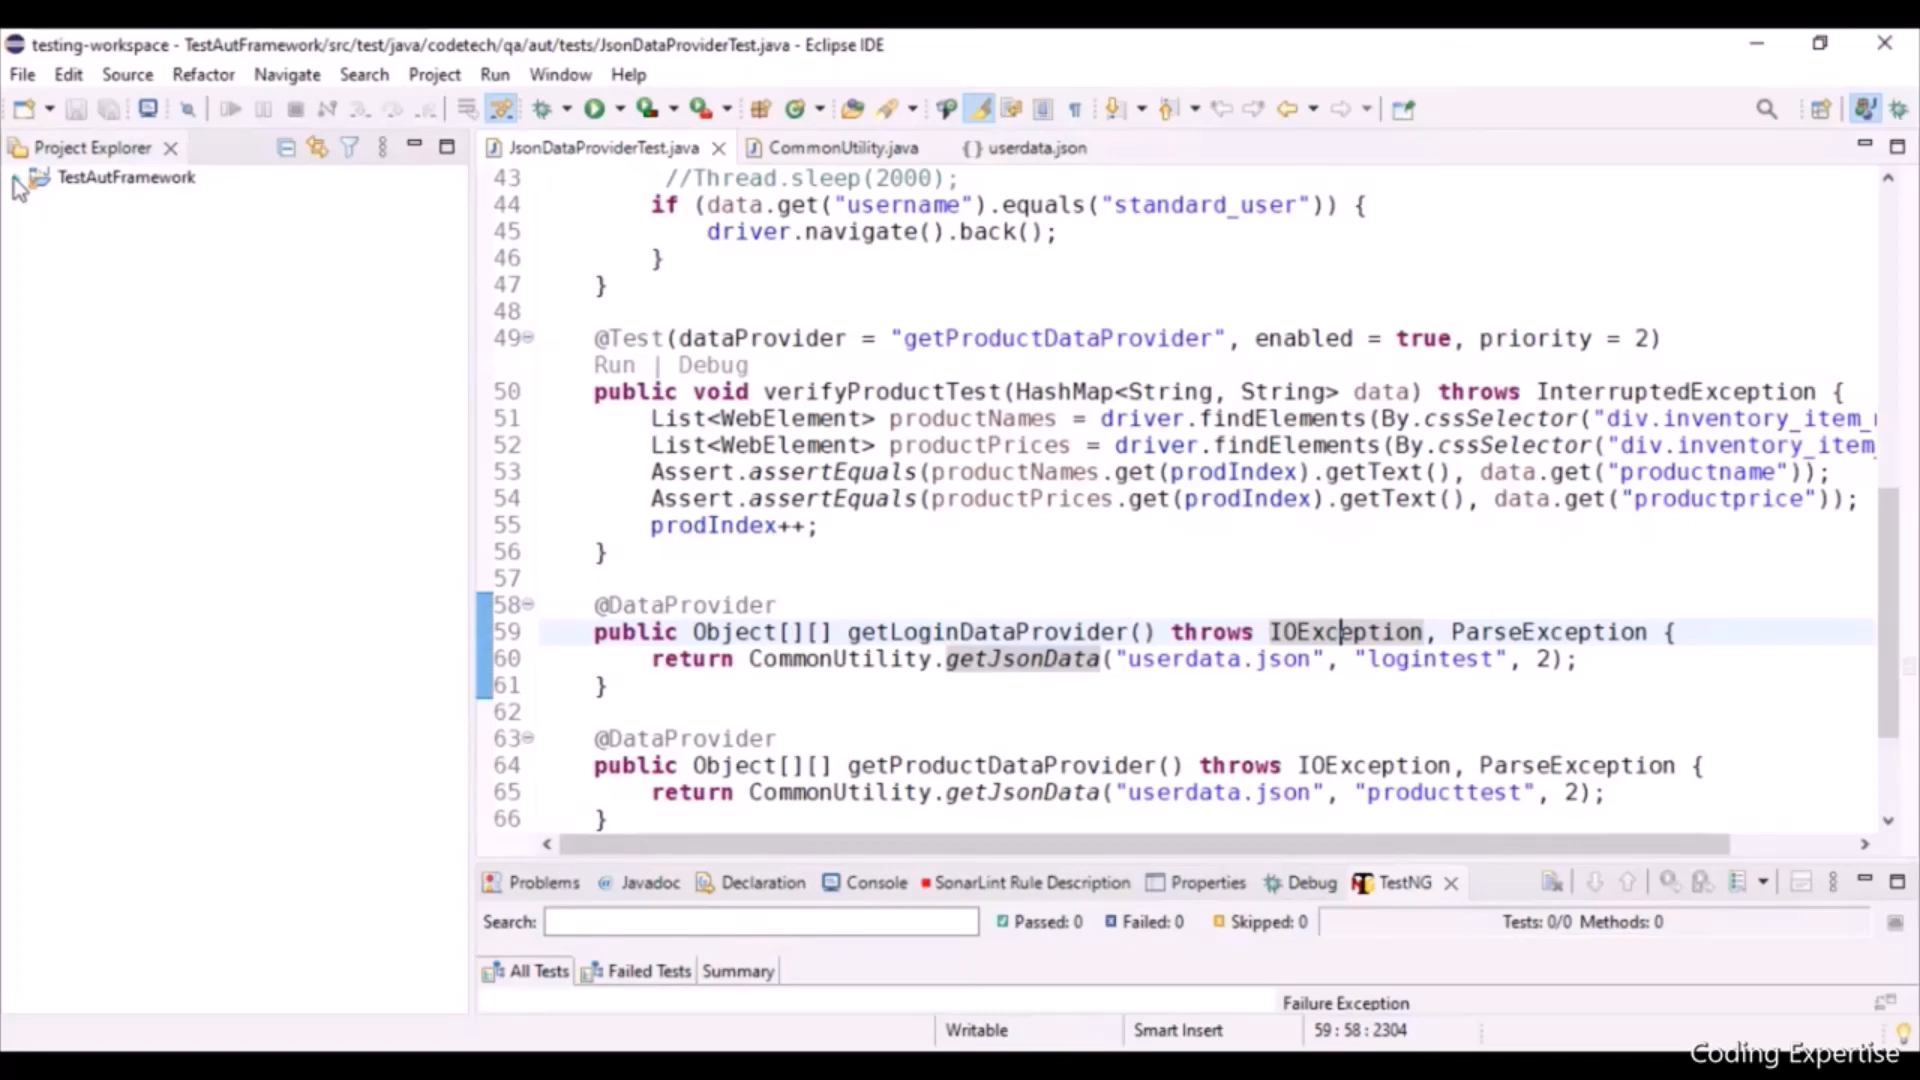 testing-workspace - TestAutFramework/src/test/java/codetech/qa/aut/tests/JsonDataProviderTest.java - Eclipse IDE
File Edit Source Refactor Navigate Search Project Run Window Help
Project Explorer
TestAutFramework
JsonDataProviderTest.java CommonUtility.java {} userdata.json
43 //Thread.sleep(2000);
44 if (data.get("username").equals("standard_user")) {
45 driver.navigate().back();
46 }
47 }
48
49 @Test(dataProvider = "getProductDataProvider", enabled = true, priority = 2)
Run | Debug
50 public void verifyProductTest(HashMap<String, String> data) throws InterruptedException {
51 List<WebElement> productNames = driver.findElements(By.cssSelector("div.inventory_item_
52 List<WebElement> productPrices = driver.findElements(By.cssSelector("div.inventory_item_
53 Assert.assertEquals(productNames.get(prodIndex).getText(), data.get("productname"));
54 Assert.assertEquals(productPrices.get(prodIndex).getText(), data.get("productprice"));
55 prodIndex++;
56 }
57
58 @DataProvider
59 public Object[][] getLoginDataProvider() throws IOException, ParseException {
60 return CommonUtility.getJsonData("userdata.json", "logintest", 2);
61 }
62
63 @DataProvider
64 public Object[][] getProductDataProvider() throws IOException, ParseException {
65 return CommonUtility.getJsonData("userdata.json", "producttest", 2);
66 }
Problems Javadoc Declaration Console SonarLint Rule Description Properties Debug TestNG
Search: Passed: 0 Failed: 0 Skipped: 0 Tests: 0/0 Methods: 0
All Tests Failed Tests Summary
Failure Exception
Writable Smart Insert 59 : 58 : 2304
Coding Expertise